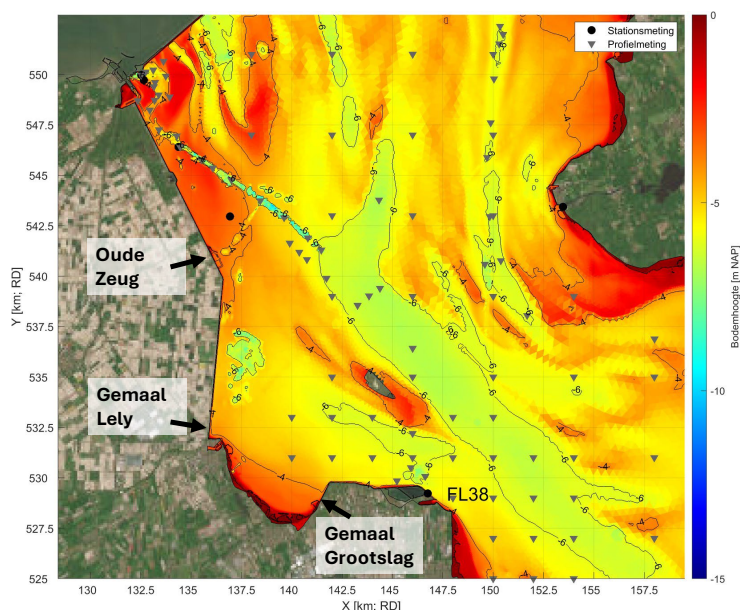 Stationsmeting
Profielmeting
550
547.5
545
542.5
540
537.5
535
532.5
530
527.5
525
Y [km; RD]
Oude
Zeug
Gemaal
Lely
Gemaal
Grootslag
FL38
130
132.5
135
137.5
140
142.5
145
147.5
150
152.5
155
157.5
X [km; RD]
0
-5
-10
-15
Bodemhoogte [m NAP]